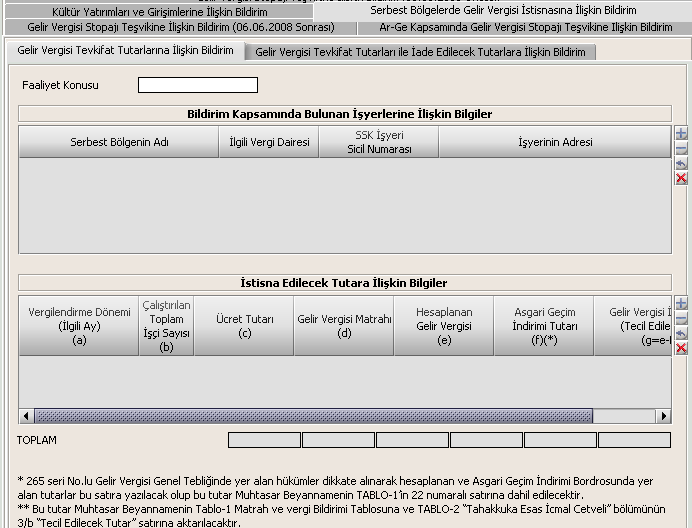 Kültür Yatırımları ve Girişimlerine İlişkin Bildirim
Serbest Bölgelerde Gelir Vergisi İstisnasına İlişkin Bildirim
Gelir Vergisi Stopajı Teşvikine İlişkin Bildirim (06.06.2008 Sonrası)
Ar-Ge Kapsamında Gelir Vergisi Stopajı Teşvikine İlişkin Bildirim
Gelir Vergisi Tevkifat Tutarlarına İlişkin Bildirim
Gelir Vergisi Tevkifat Tutarları ile İade Edilecek Tutarlara İlişkin Bildirim
Faaliyet Konusu
Bildirim Kapsamında Bulunan İşyerlerine İlişkin Bilgiler
Serbest Bölgenin Adı
İlgili Vergi Dairesi
SSK İşyeri
Sicil Numarası
İşyerinin Adresi
İstisna Edilecek Tutara İlişkin Bilgiler
Vergilendirme Dönemi
(İlgili Ay)
(a)
Çalıştırılan
Toplam
İşçi Sayısı
(b)
Ücret Tutarı
(c)
Gelir Vergisi Matrahı
(d)
Hesaplanan
Gelir Vergisi
(e)
Asgari Geçim
İndirimi Tutarı
(f)(*)
Gelir Vergisi İ
(Tecil Edile
(g=e-
TOPLAM
* 265 seri No.lu Gelir Vergisi Genel Tebliğinde yer alan hükümler dikkate alınarak hesaplanan ve Asgari Geçim İndirimi Bordrosunda yer
alan tutarlar bu satıra yazılacak olup bu tutar Muhtasar Beyannamenin TABLO-1'in 22 numaralı satırına dahil edilecektir.
** Bu tutar Muhtasar Beyannamenin Tablo-1 Matrah ve vergi Bildirimi Tablosuna ve TABLO-2 "Tahakkuka Esas İcmal Cetveli" bölümünün
3/b "Tecil Edilecek Tutar" satırına aktarılacaktır.